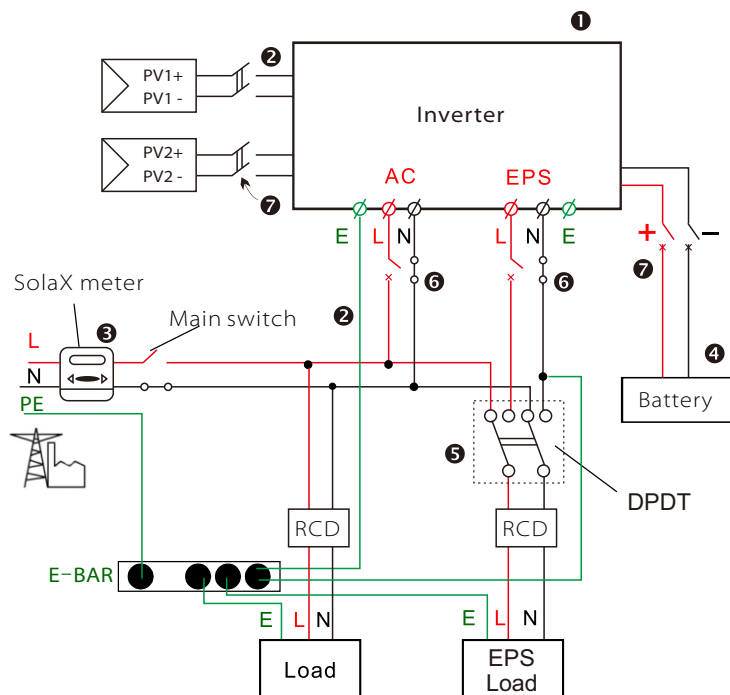 ❶
❷
PV1+
PV1 -
Inverter
PV2+
PV2 -
❼
AC
EPS
E
L
N
L
N
E
+
−
❼
SolaX meter
❻
❻
❸
Main switch
❷
L
❹
N
Battery
PE
❺
DPDT
RCD
RCD
E-BAR
E
L
N
E
L
N
Load
EPS
Load